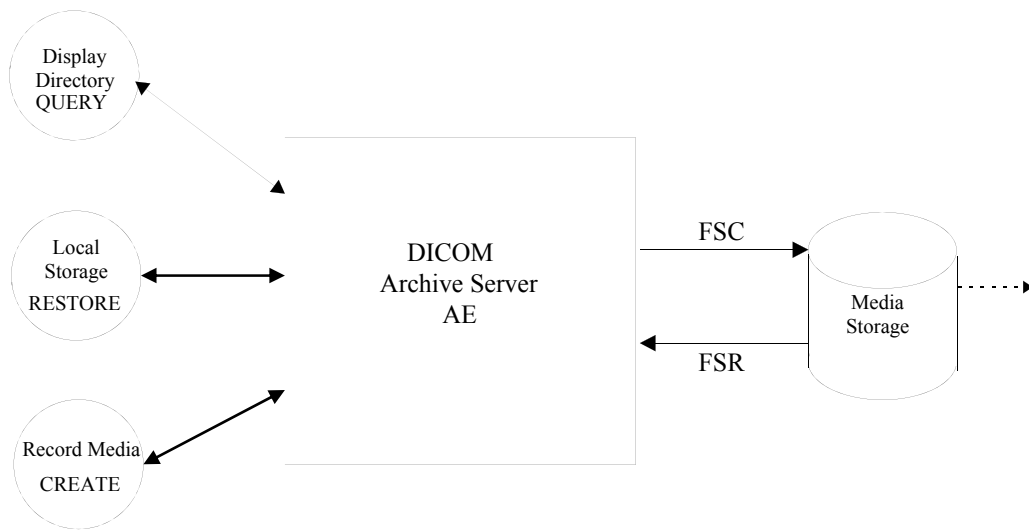 Display
Directory
QUERY
Local
Storage
RESTORE
Record Media
CREATE
DICOM
Archive Server
AE
FSC
FSR
Media
Storage